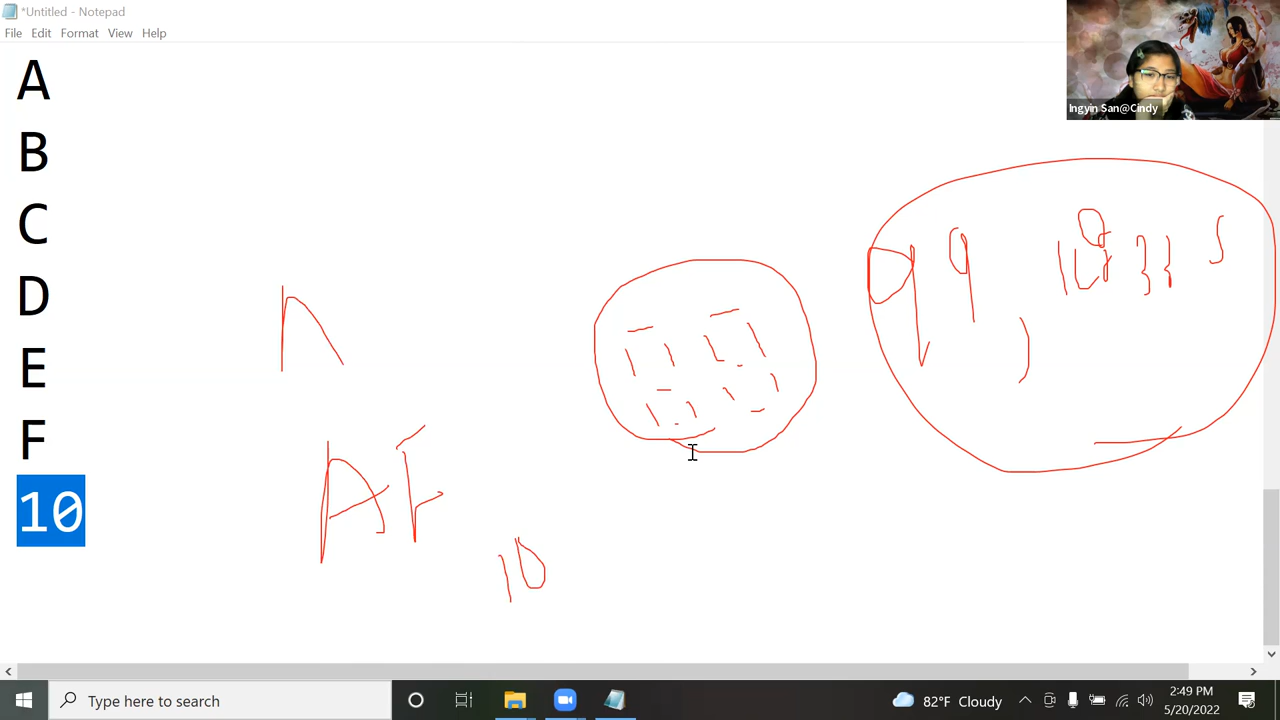 *Untitled - Notepad
File Edit Format View Help
Ingyin San@Cindy
A
B
C
D
E
F
10
AF
10
Type here to search
82°F Cloudy
2:49 PM
5/20/2022